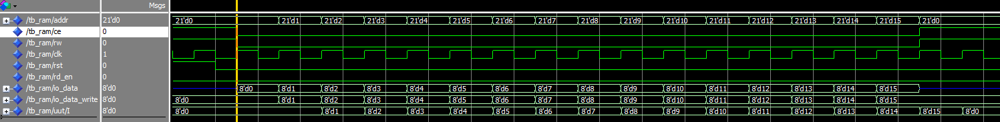 Msgs
/tb_ram/addr 21'd0 21'd0 21'd1 21'd2 21'd3 21'd4 21'd5 21'd6 21'd7 21'd8 21'd9 21'd10 21'd11 21'd12 21'd13 21'd14 21'd15 21'd0
/tb_ram/ce 0
/tb_ram/rw 0
/tb_ram/clk 1
/tb_ram/rst 0
/tb_ram/rd_en 0
/tb_ram/io_data 8'd0 8'd0 8'd1 8'd2 8'd3 8'd4 8'd5 8'd6 8'd7 8'd8 8'd9 8'd10 8'd11 8'd12 8'd13 8'd14 8'd15
/tb_ram/io_data_write 8'd0 8'd0 8'd1 8'd2 8'd3 8'd4 8'd5 8'd6 8'd7 8'd8 8'd9 8'd10 8'd11 8'd12 8'd13 8'd14 8'd15
/tb_ram/uut/I 8'd0 8'd0 8'd1 8'd2 8'd3 8'd4 8'd5 8'd6 8'd7 8'd8 8'd9 8'd10 8'd11 8'd12 8'd13 8'd14 8'd15 8'd0